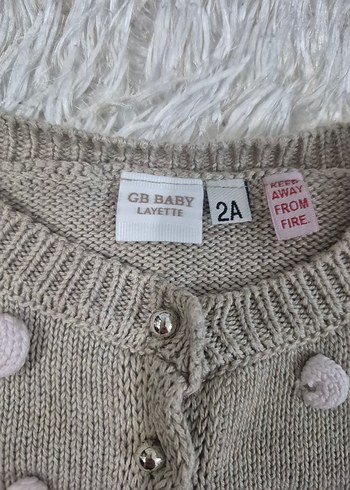 GB BABY
LAYETTE
2A
KEEP
AWAY
FROM
FIRE